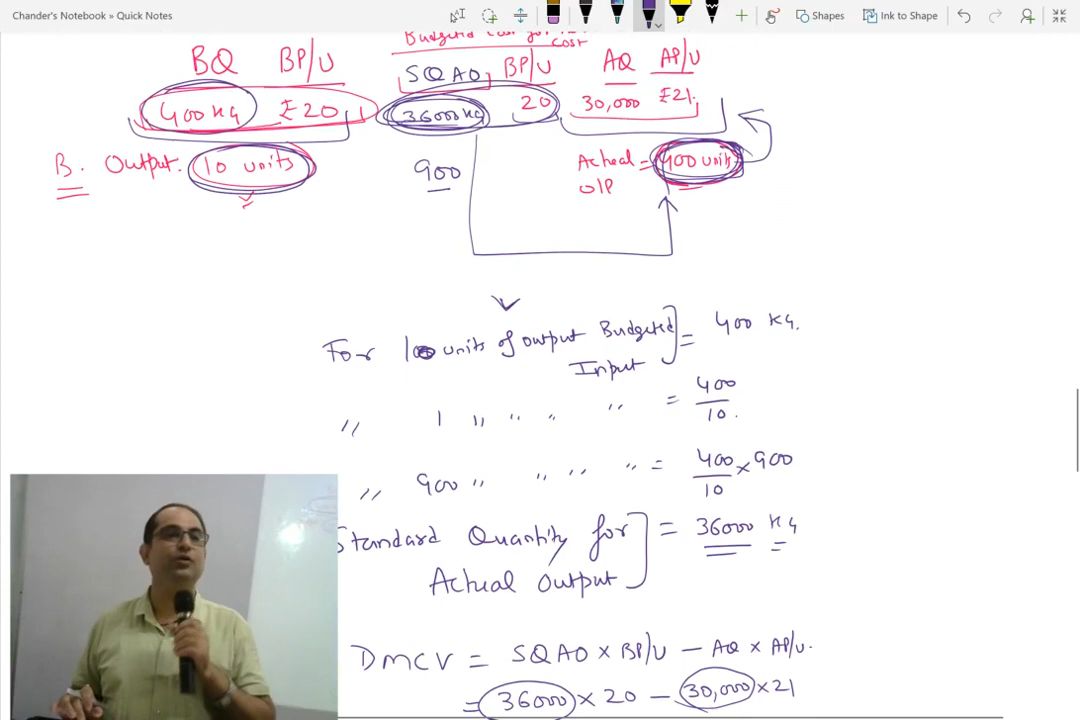 Chander's Notebook » Quick Notes
Shapes
Ink to Share
Budgeted Cost for
cost
BQ BP/U SQAO BP/U AQ AP/U
400 Kg ₹20 36000 Kg 20 30,000 ₹21.
B. Output. 10 units 900 Actual O/P = 900 units
For 10 units of output Budgeted Input = 400 Kg.
〃 1 〃 〃 〃 〃 = 400/10.
〃 900 〃 〃 〃 〃 = 400/10 × 900
Standard Quantity for Actual Output = 36000 Kg
DMCV = SQAO × BP/U – AQ × AP/U.
= 36000 × 20 – 30,000 × 21